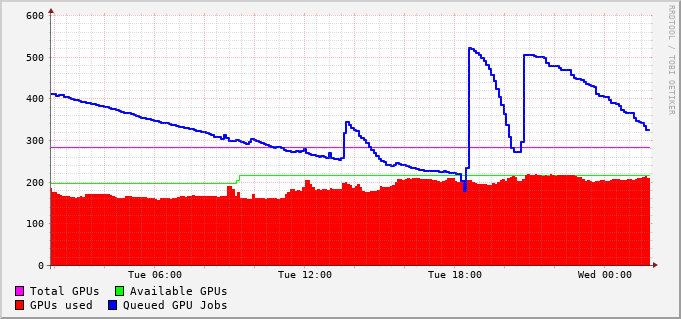 600
500
400
300
200
100
0
Tue 06:00 Tue 12:00 Tue 18:00 Wed 00:00
Total GPUs Available GPUs
GPUs used Queued GPU Jobs
RRDTOOL / TOBI OETIKER